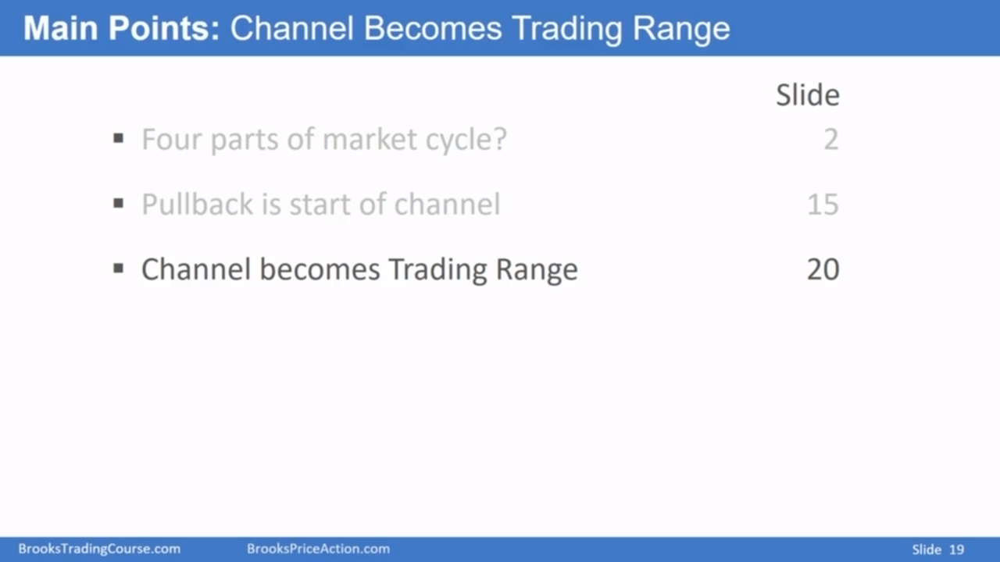 Main Points: Channel Becomes Trading Range
Slide
▪ Four parts of market cycle? 2
▪ Pullback is start of channel 15
▪ Channel becomes Trading Range 20
BrooksTradingCourse.com BrooksPriceAction.com Slide 19